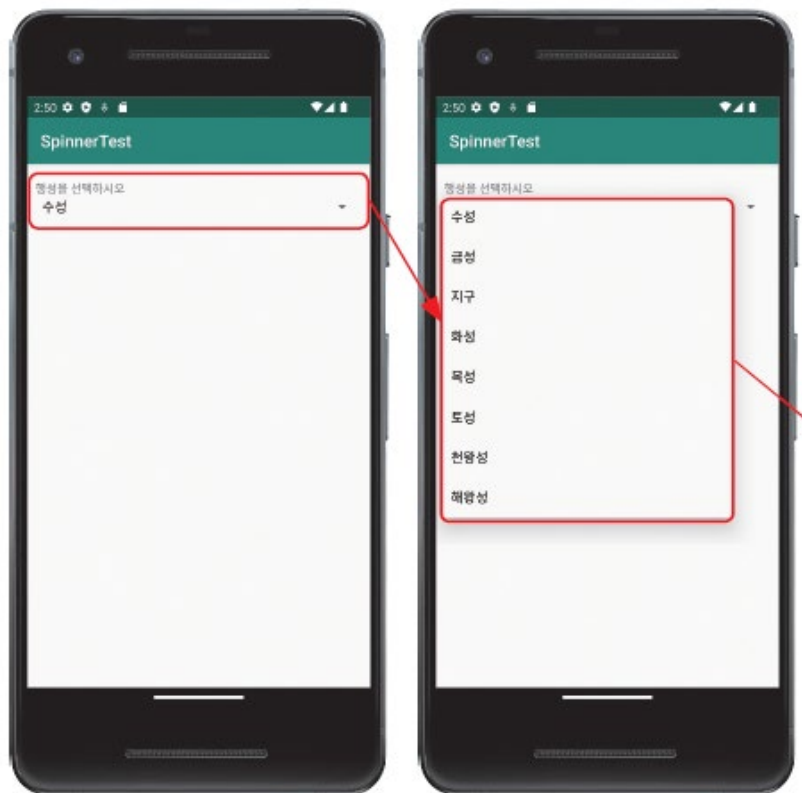 2:50
SpinnerTest
행성을 선택하시오
수성
2:50
SpinnerTest
행성을 선택하시오
수성
금성
지구
화성
목성
토성
천왕성
해왕성